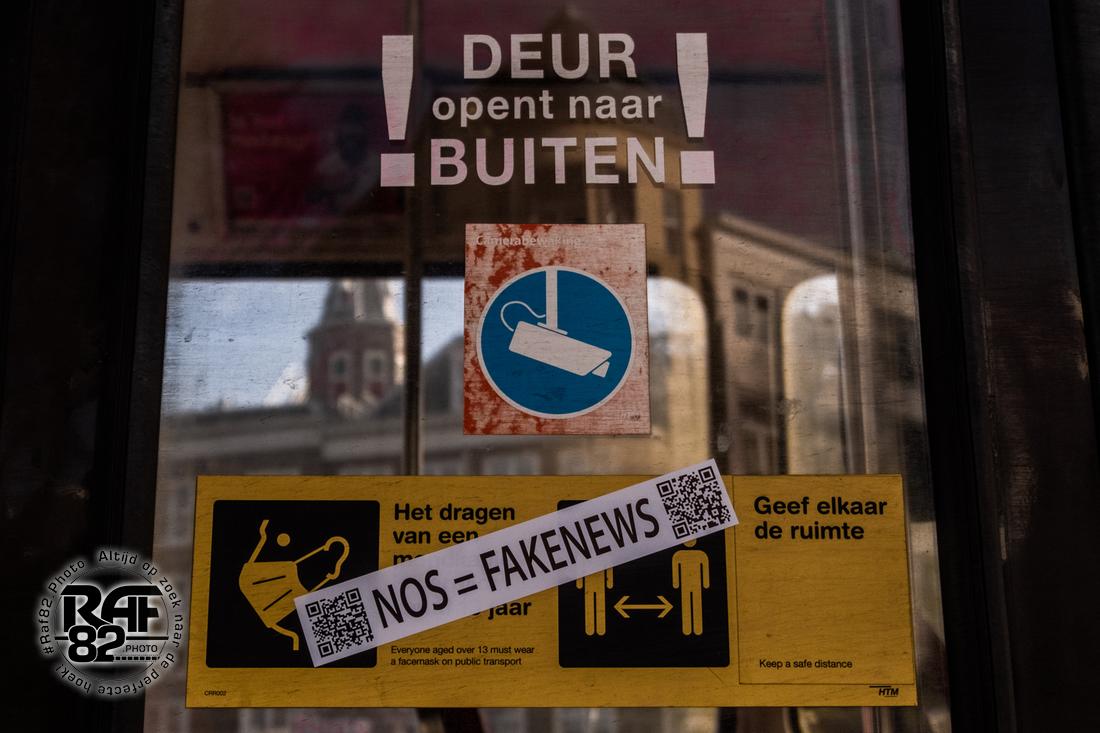 ! DEUR !
opent naar
BUITEN
Camerabewaking
Het dragen
van een
NOS = FAKENEWS
jaar
Everyone aged over 13 must wear
a facemask on public transport
CRR002
Geef elkaar
de ruimte
Keep a safe distance
HTM
#Raf82 Photo Altijd op zoek naar de perfecte hoek!
RAF
82 .PHOTO